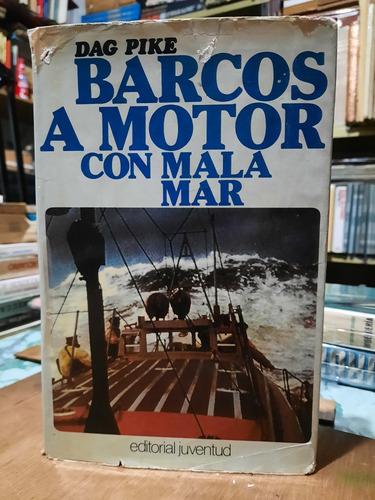 DAG PIKE
BARCOS
A MOTOR
CON MALA
MAR
editorial juventud